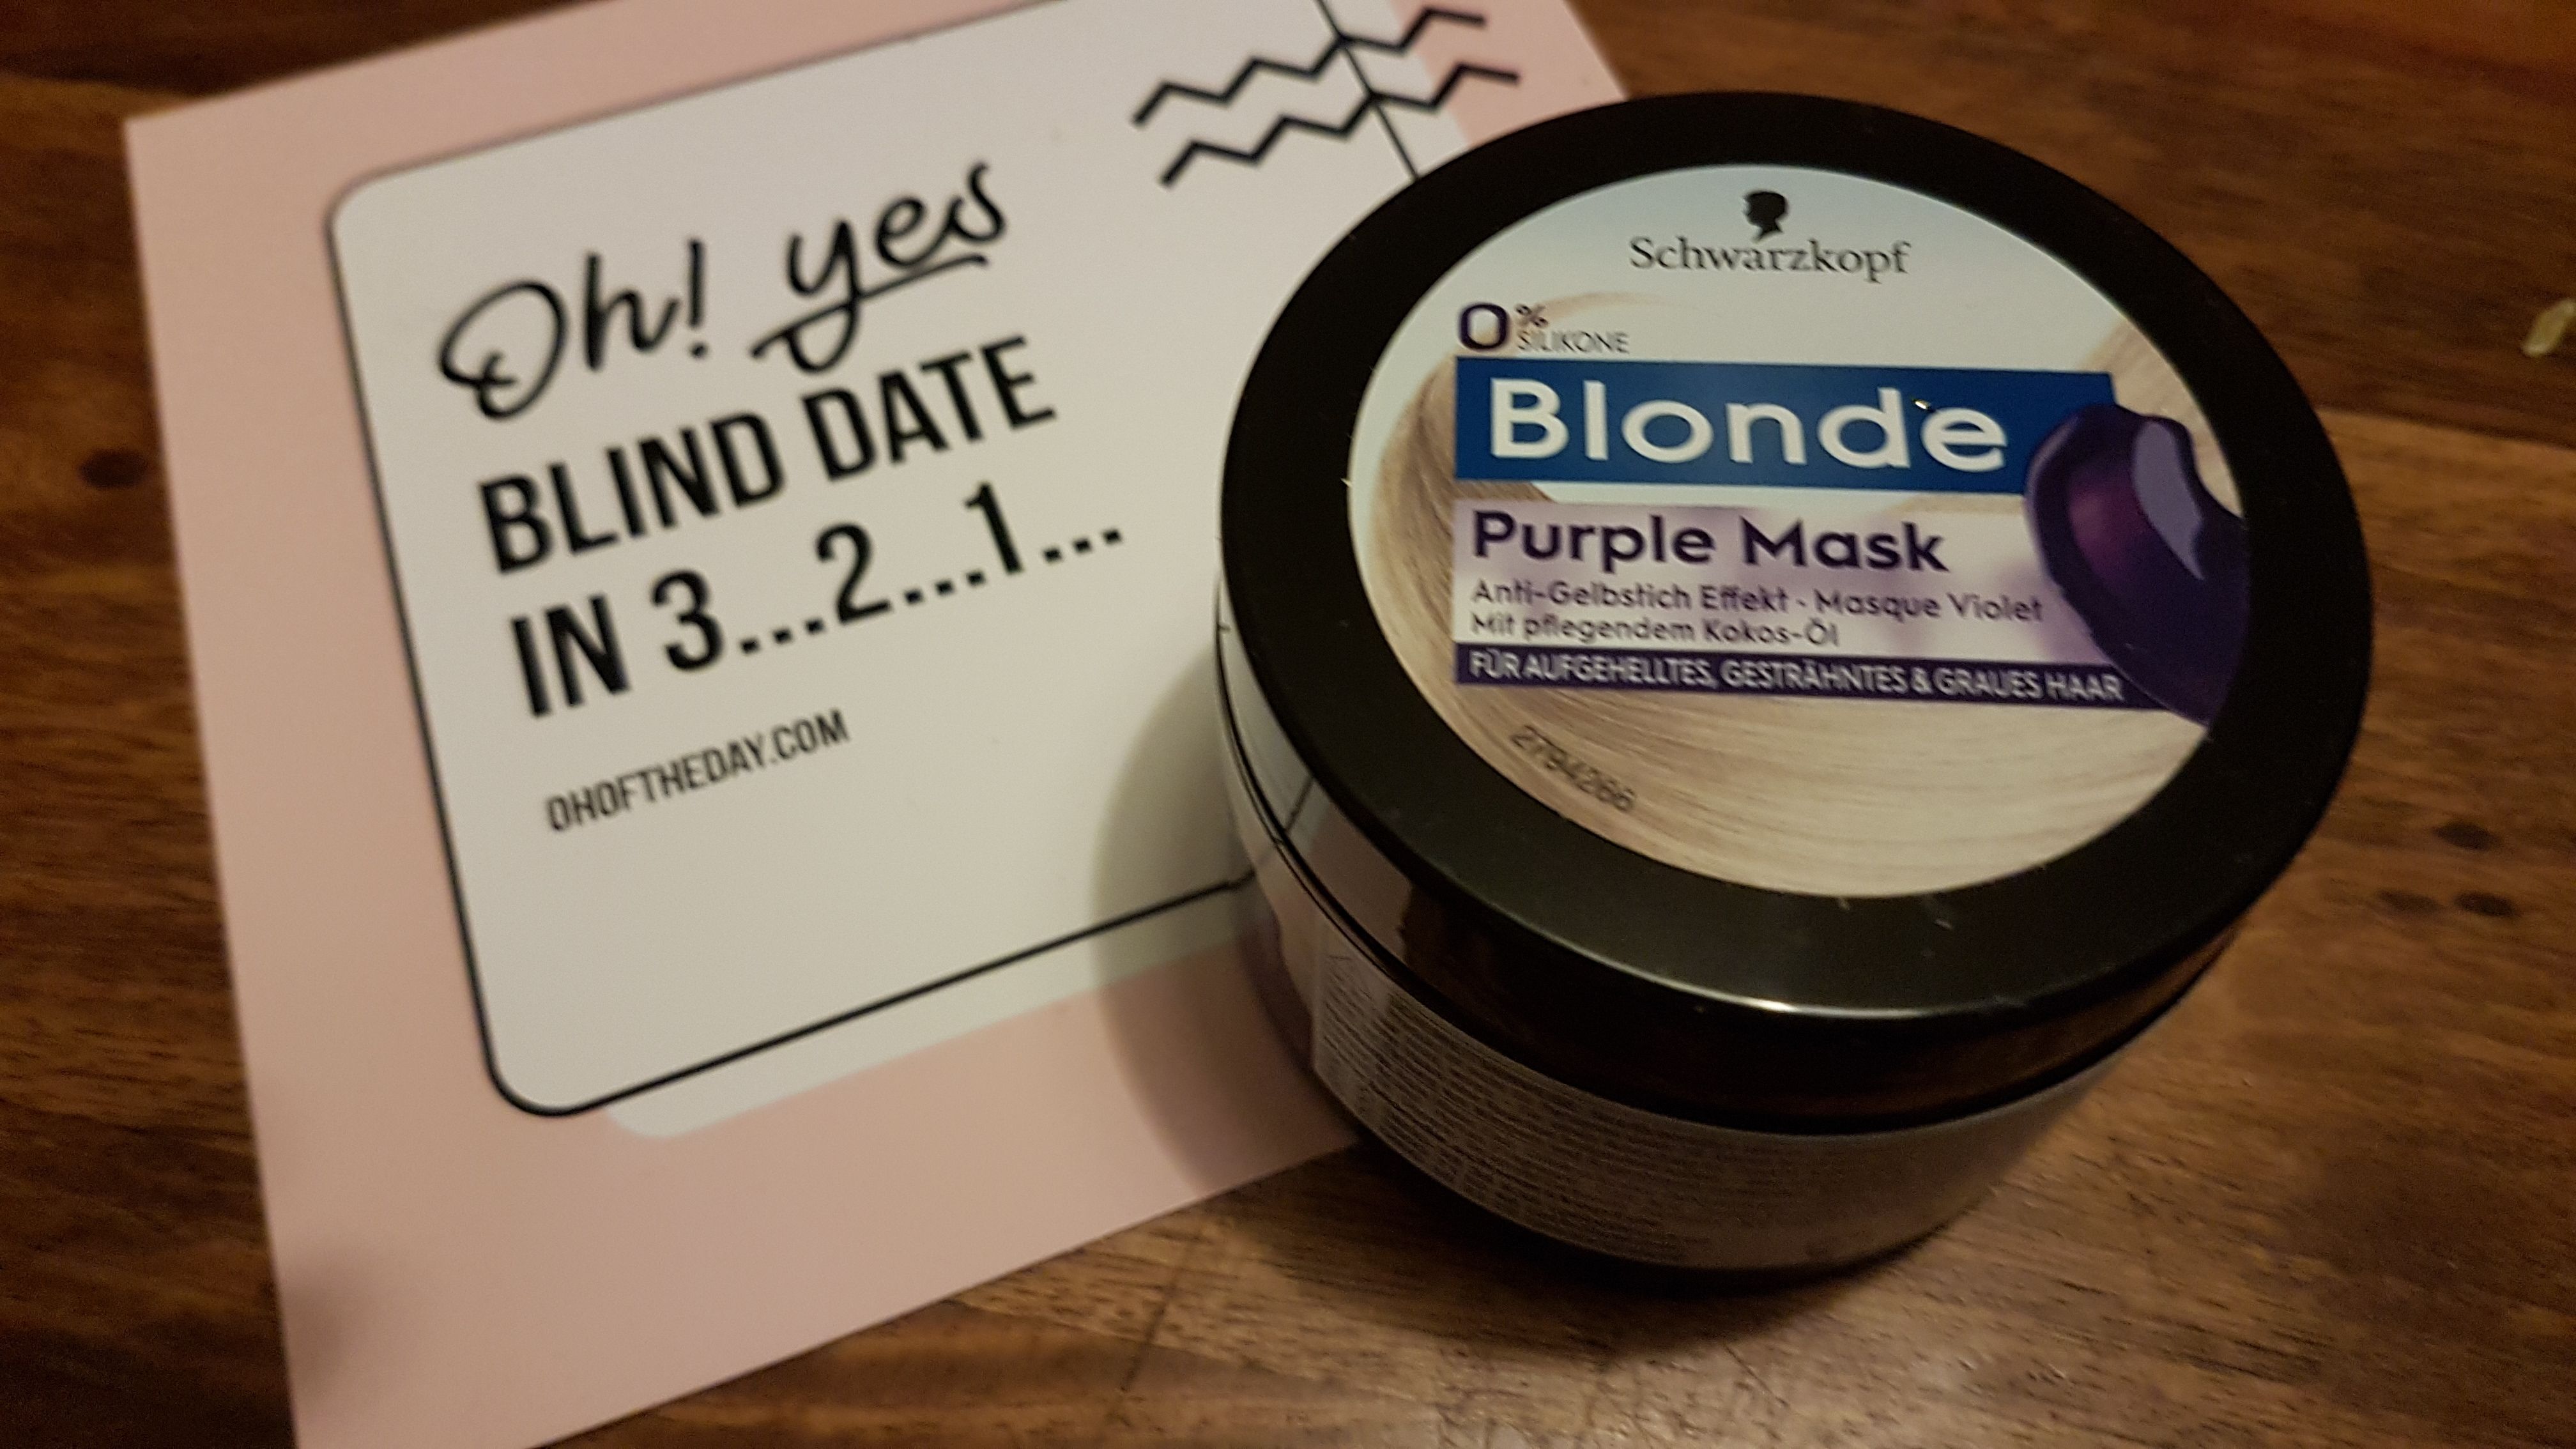 Oh! yes
BLIND DATE
IN 3...2...1...
OHOFTHEDAY.COM
Schwarzkopf
0%
SILIKONE
Blonde
Purple Mask
Anti-Gelbstich Effekt · Masque Violet
Mit pflegendem Kokos-Öl
FÜR AUFGEHELLTES, GESTRÄHNTES & GRAUES HAAR
2794266